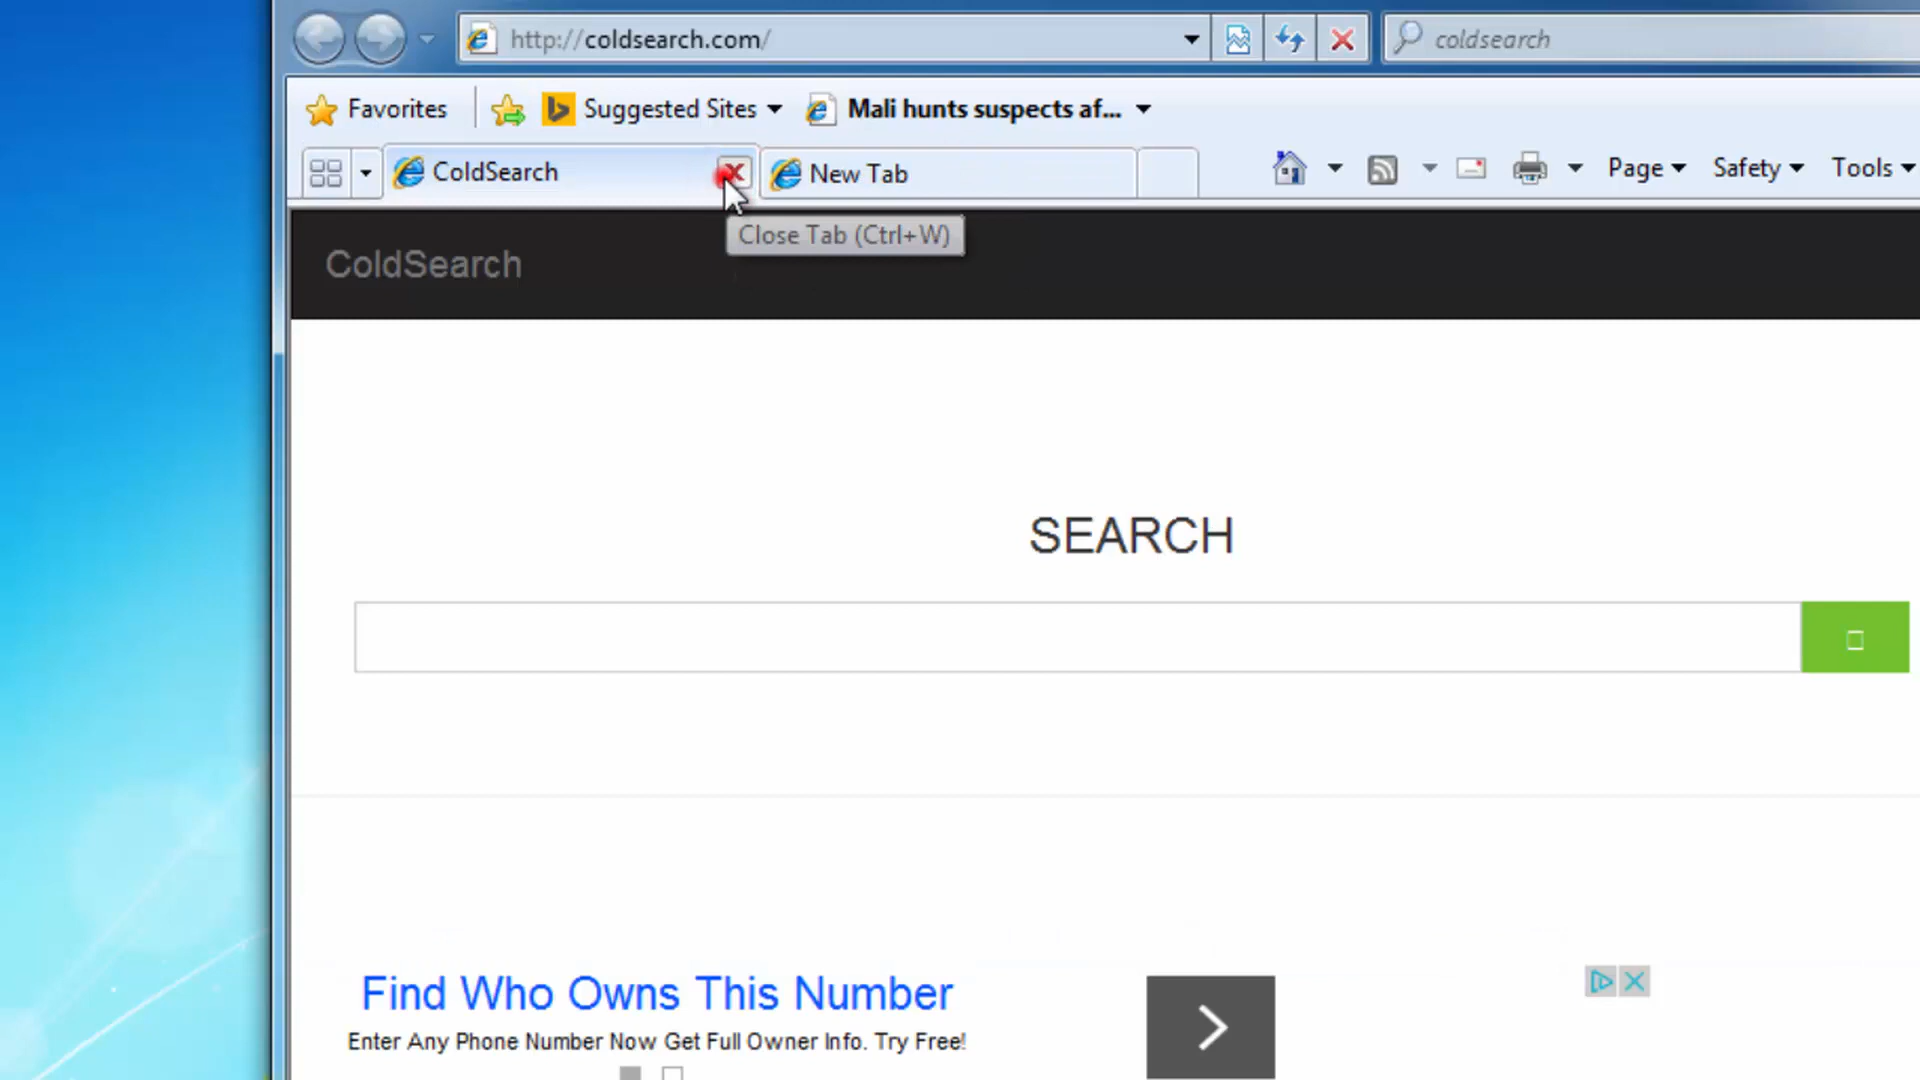 http://coldsearch.com/
coldsearch
Favorites
Suggested Sites
Mali hunts suspects af...
ColdSearch
New Tab
Page
Safety
Tools
Close Tab (Ctrl+W)
ColdSearch
SEARCH
Find Who Owns This Number
Enter Any Phone Number Now Get Full Owner Info. Try Free!